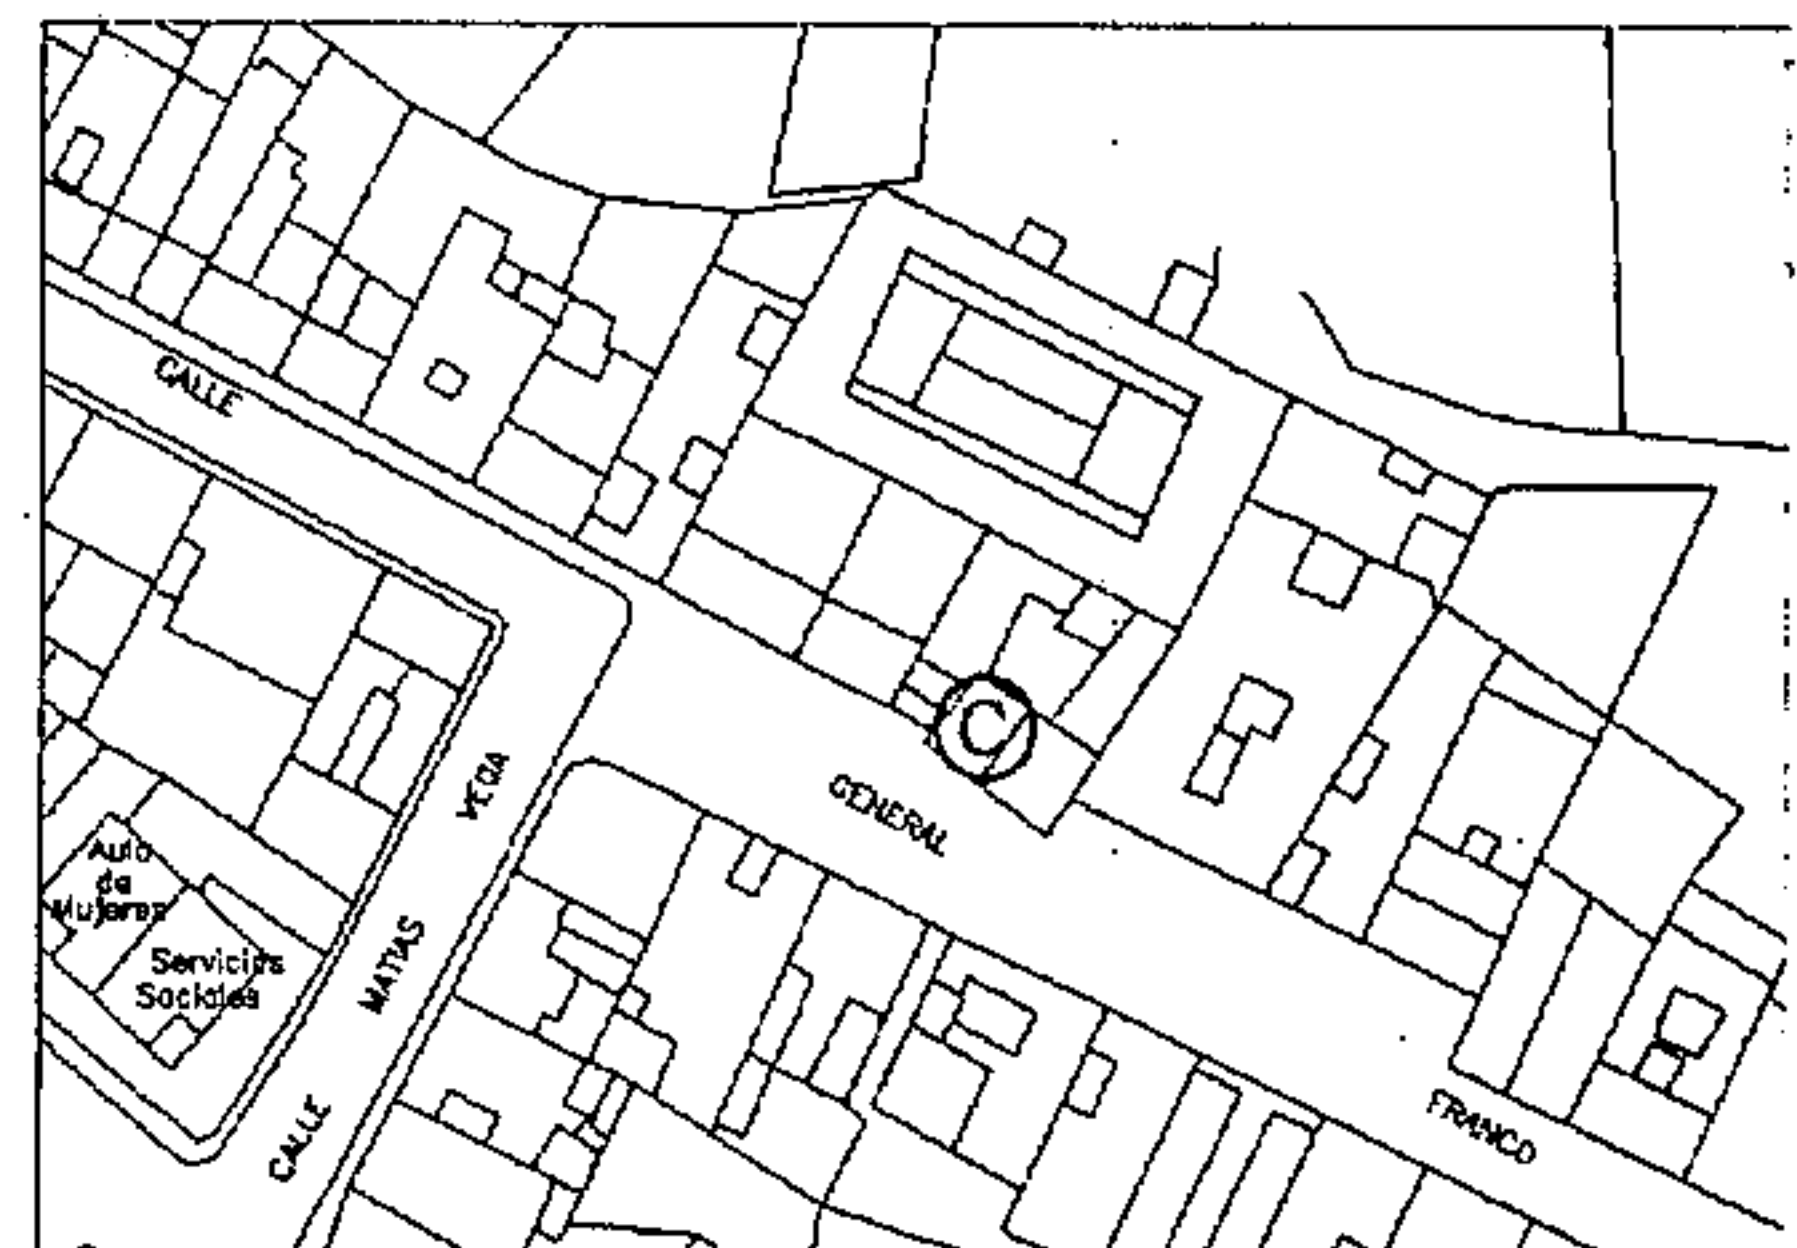 CALLE
GENERAL
FRANCO
C
CALLE
MATIAS
VEGA
Aula
de
Mujeres
Servicios
Sociales